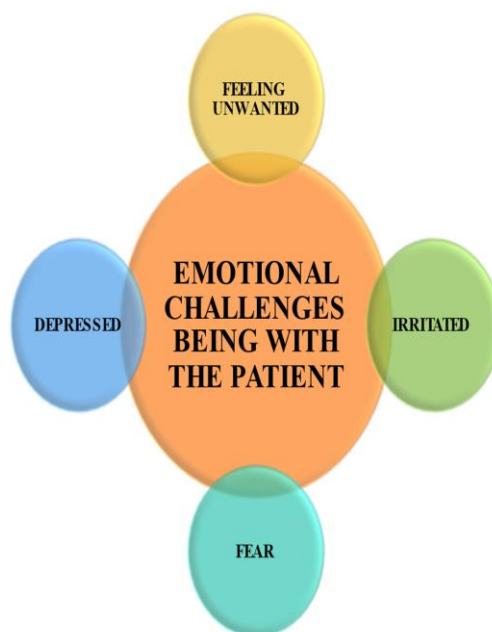 FEELING
UNWANTED
EMOTIONAL
CHALLENGES
BEING WITH
THE PATIENT
DEPRESSED
IRRITATED
FEAR